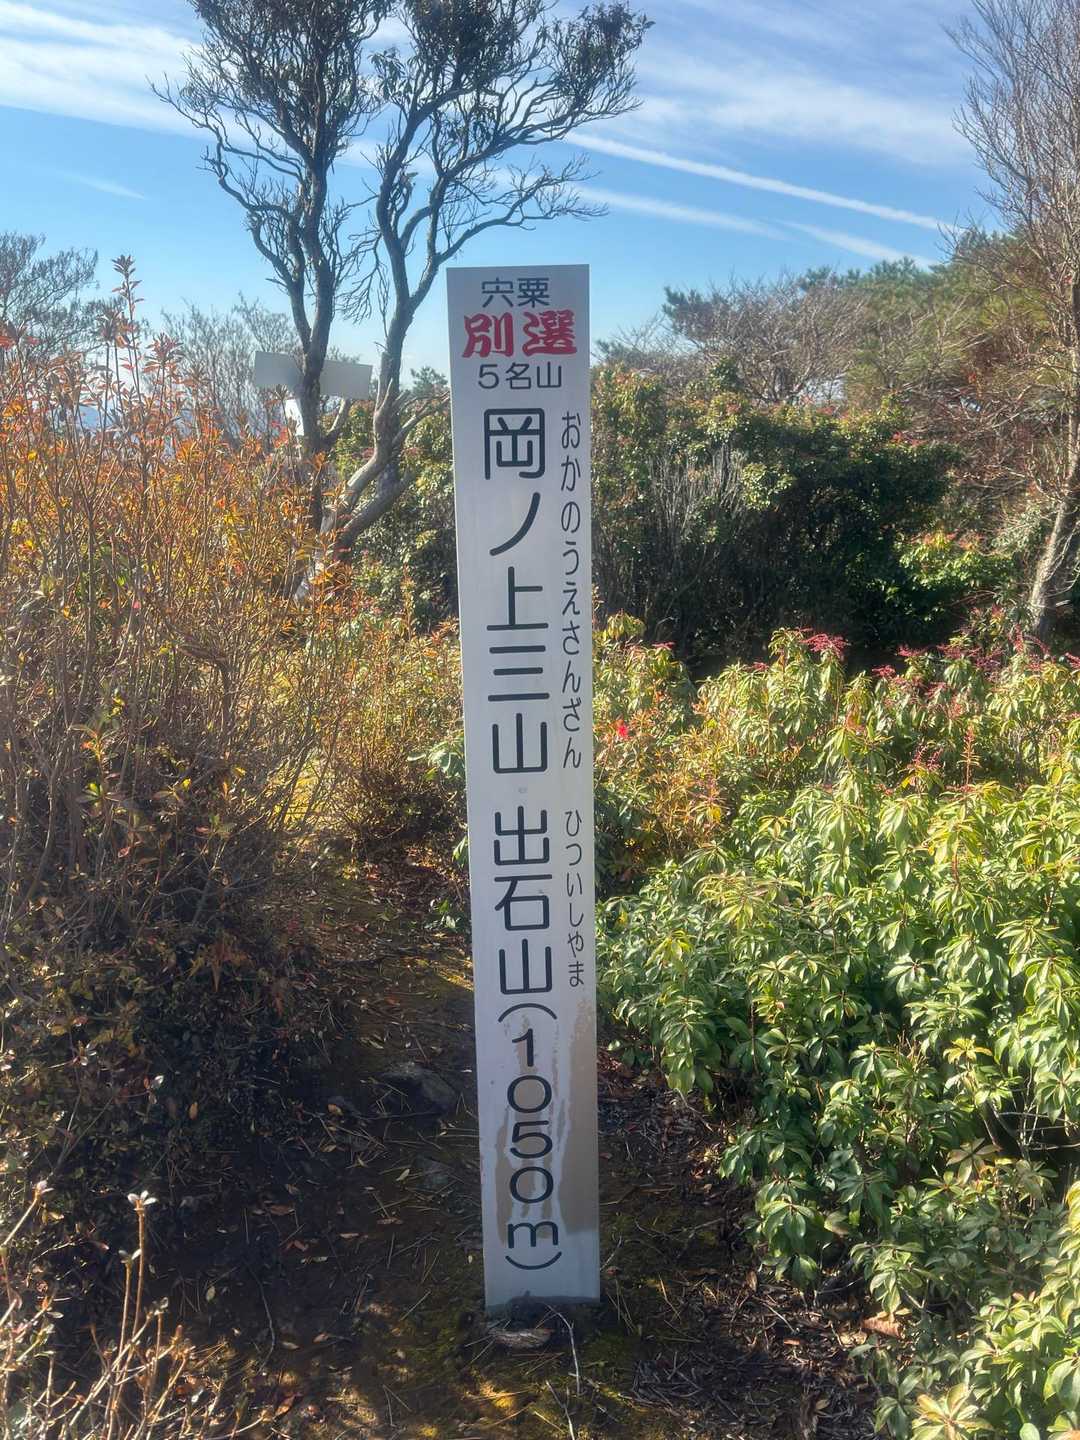 宍粟
別選
5名山
岡ノ上三山・出石山(1050m)
おかのうえさんざん ひついしやま